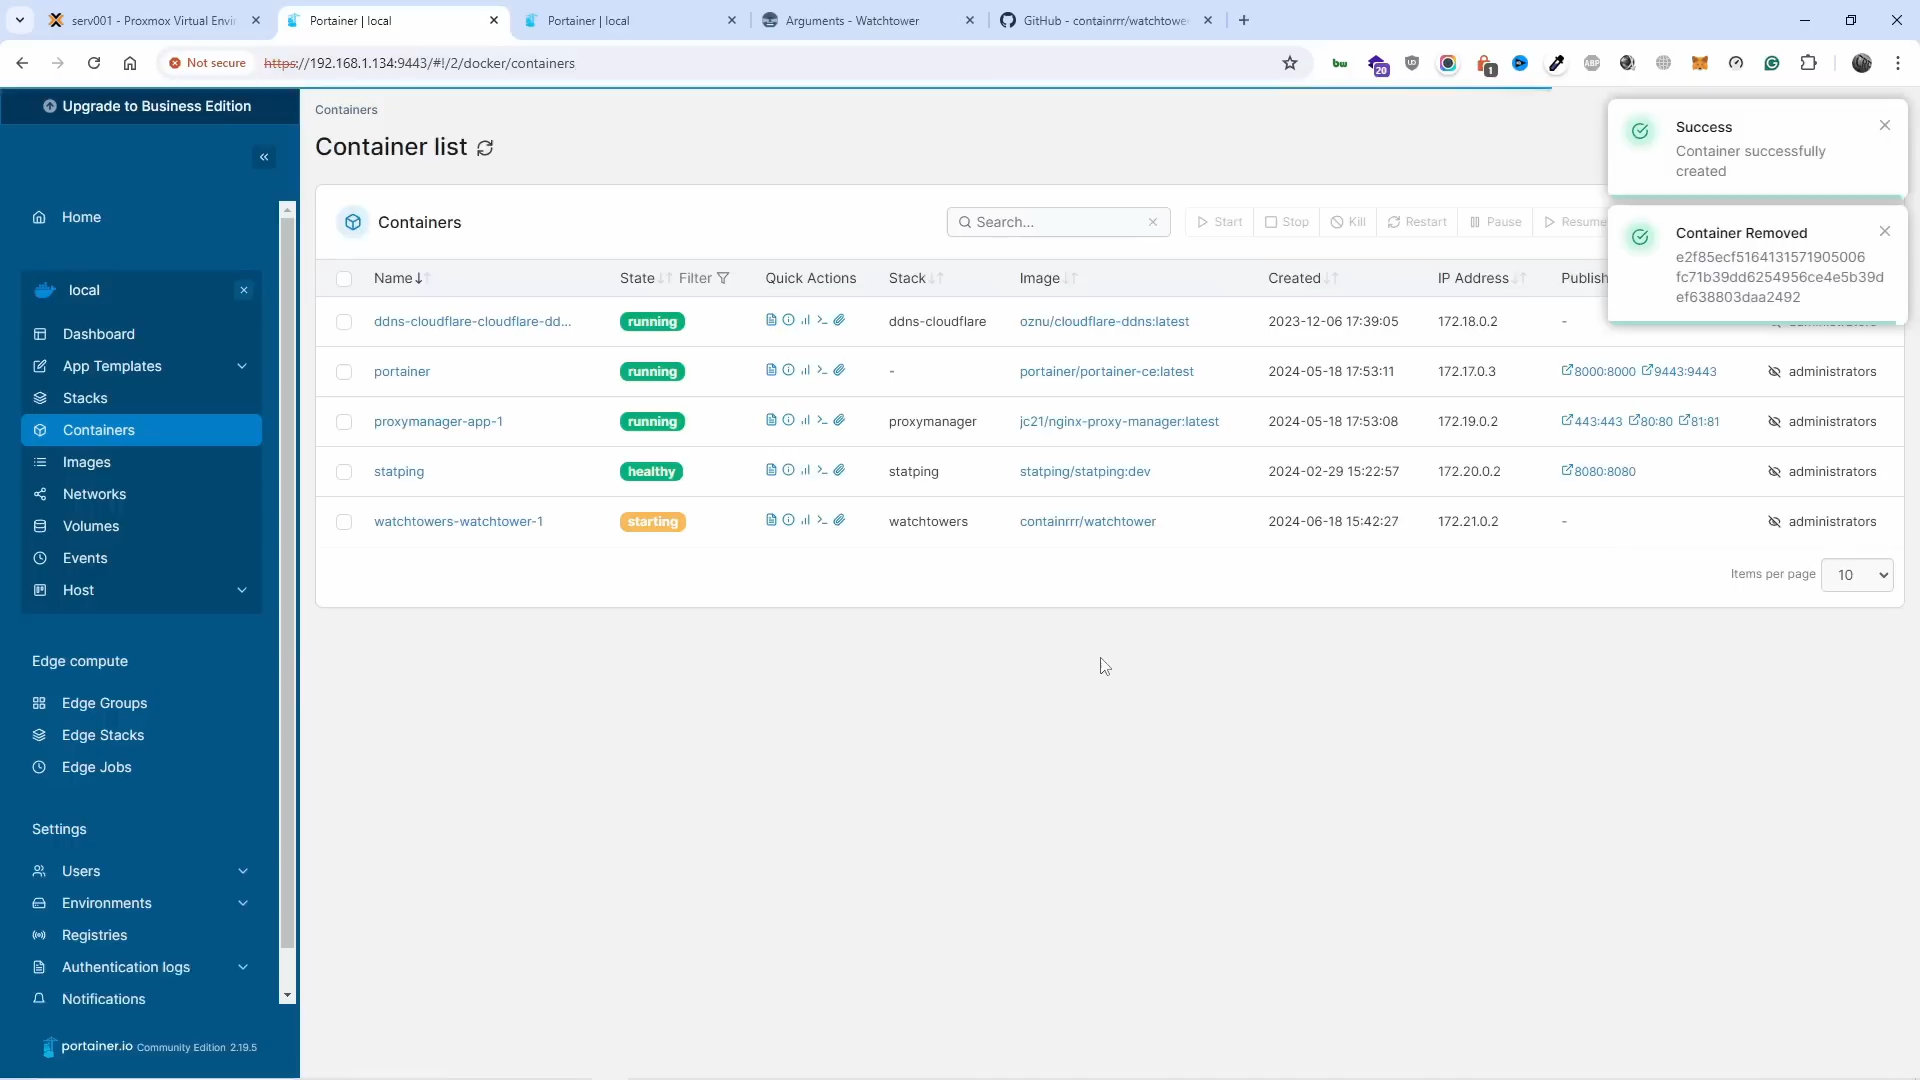 serv001 - Proxmox Virtual Envi
Portainer | local
Portainer | local
Arguments - Watchtower
GitHub - containrrr/watchtowe
Not secure
https://192.168.1.134:9443/#!/2/docker/containers
20
1
Upgrade to Business Edition
Home
local
Dashboard
App Templates
Stacks
Containers
Images
Networks
Volumes
Events
Host
Edge compute
Edge Groups
Edge Stacks
Edge Jobs
Settings
Users
Environments
Registries
Authentication logs
Notifications
portainer.io Community Edition 2.19.5
Containers
Container list
Containers
Search...
Start Stop Kill Restart Pause Resume
Name State Filter Quick Actions Stack Image Created IP Address Publish
ddns-cloudflare-cloudflare-dd... running ddns-cloudflare oznu/cloudflare-ddns:latest 2023-12-06 17:39:05 172.18.0.2 - administrators
portainer running - portainer/portainer-ce:latest 2024-05-18 17:53:11 172.17.0.3 8000:8000 9443:9443 administrators
proxymanager-app-1 running proxymanager jc21/nginx-proxy-manager:latest 2024-05-18 17:53:08 172.19.0.2 443:443 80:80 81:81 administrators
statping healthy statping statping/statping:dev 2024-02-29 15:22:57 172.20.0.2 8080:8080 administrators
watchtowers-watchtower-1 starting watchtowers containrrr/watchtower 2024-06-18 15:42:27 172.21.0.2 - administrators
Items per page 10
Success
Container successfully
created
Container Removed
e2f85ecf5164131571905006
fc71b39dd6254956ce4e5b39d
ef638803daa2492